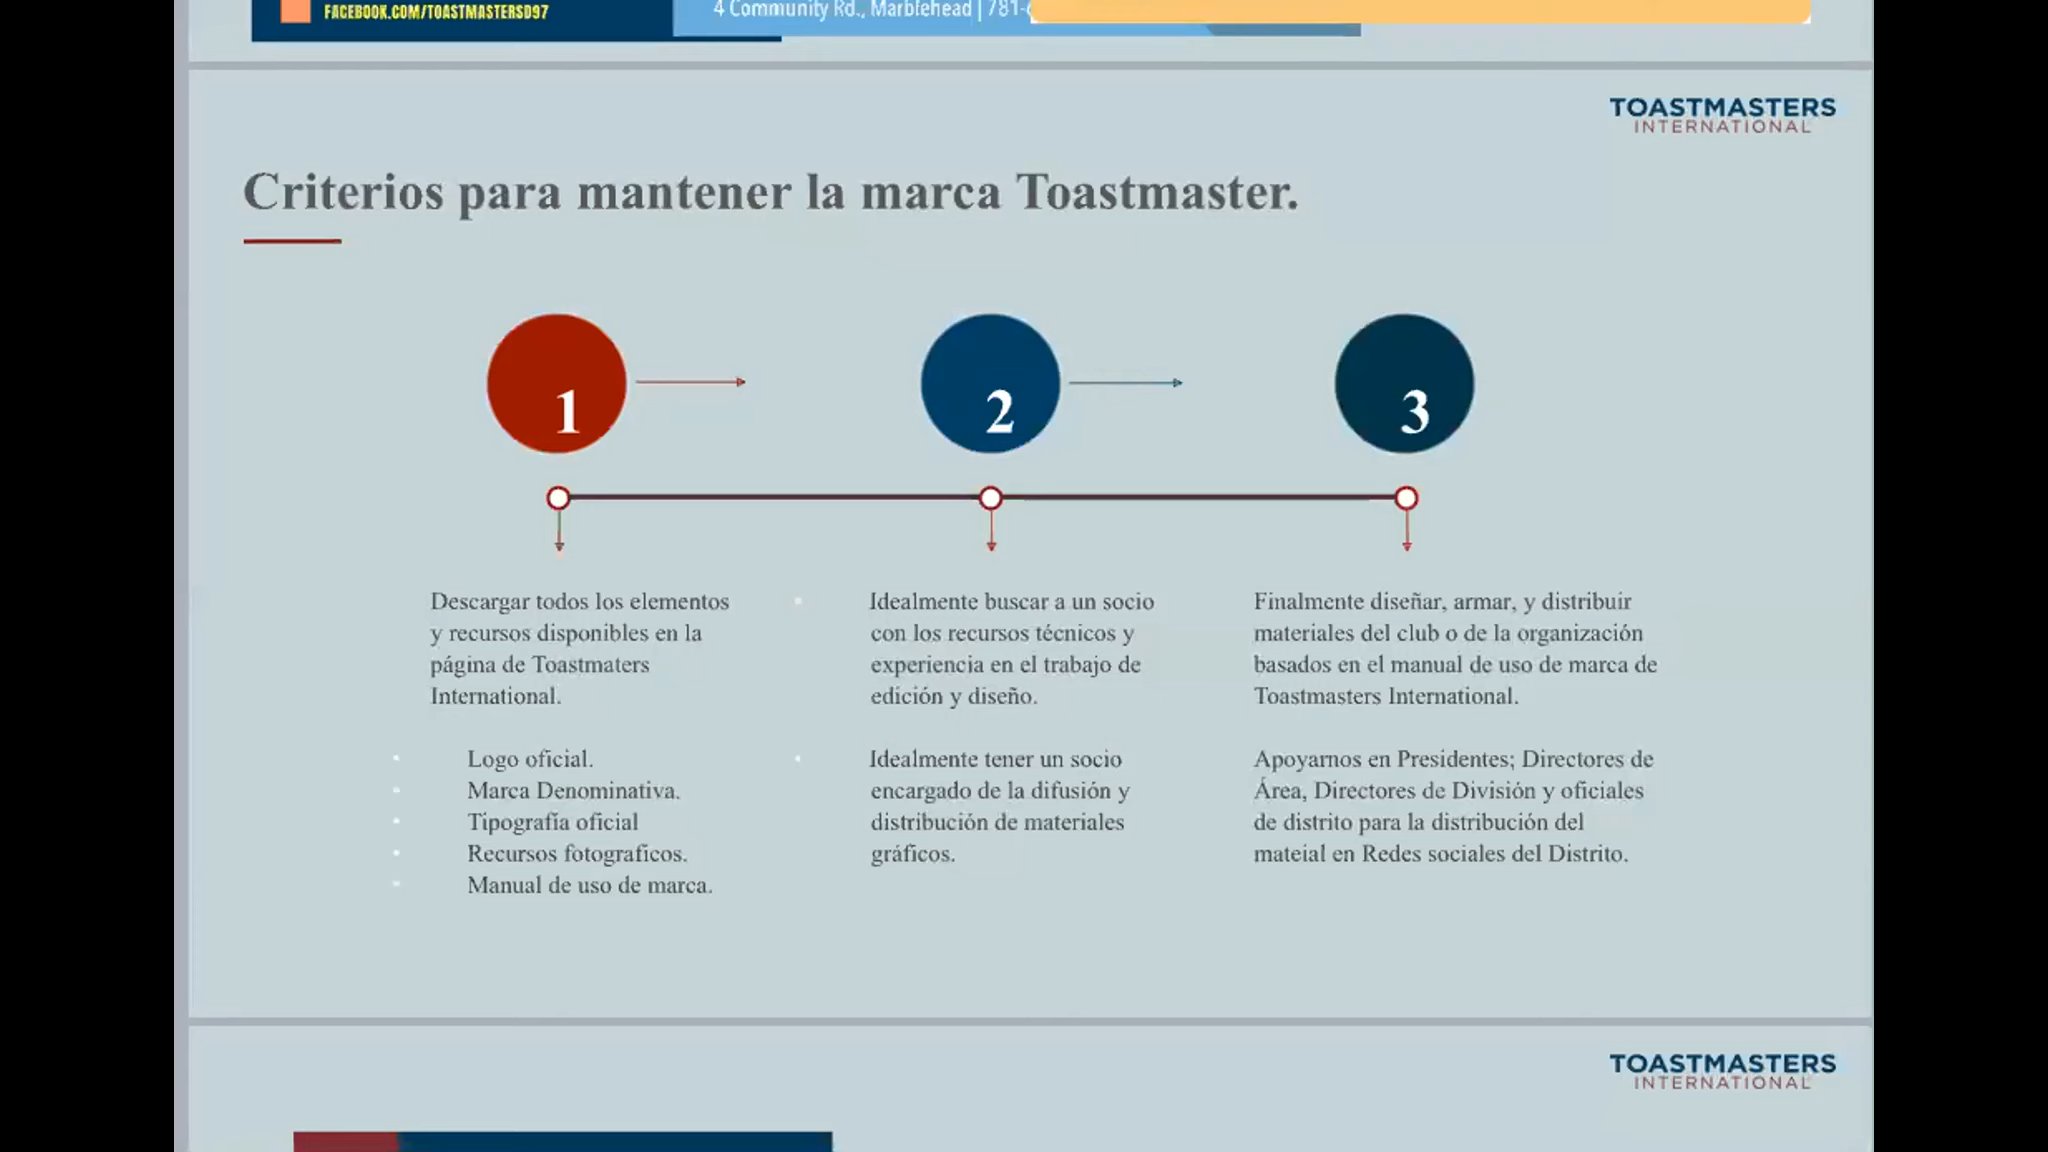 FACEBOOK.COM/TOASTMASTERSD97
4 Community Rd., Marblehead | 781-
TOASTMASTERS
INTERNATIONAL
Criterios para mantener la marca Toastmaster.
1
2
3
Descargar todos los elementos
y recursos disponibles en la
página de Toastmaters
International.
Logo oficial.
Marca Denominativa.
Tipografía oficial
Recursos fotograficos.
Manual de uso de marca.
Idealmente buscar a un socio
con los recursos técnicos y
experiencia en el trabajo de
edición y diseño.
Idealmente tener un socio
encargado de la difusión y
distribución de materiales
gráficos.
Finalmente diseñar, armar, y distribuir
materiales del club o de la organización
basados en el manual de uso de marca de
Toastmasters International.
Apoyarnos en Presidentes; Directores de
Área, Directores de División y oficiales
de distrito para la distribución del
mateial en Redes sociales del Distrito.
TOASTMASTERS
INTERNATIONAL